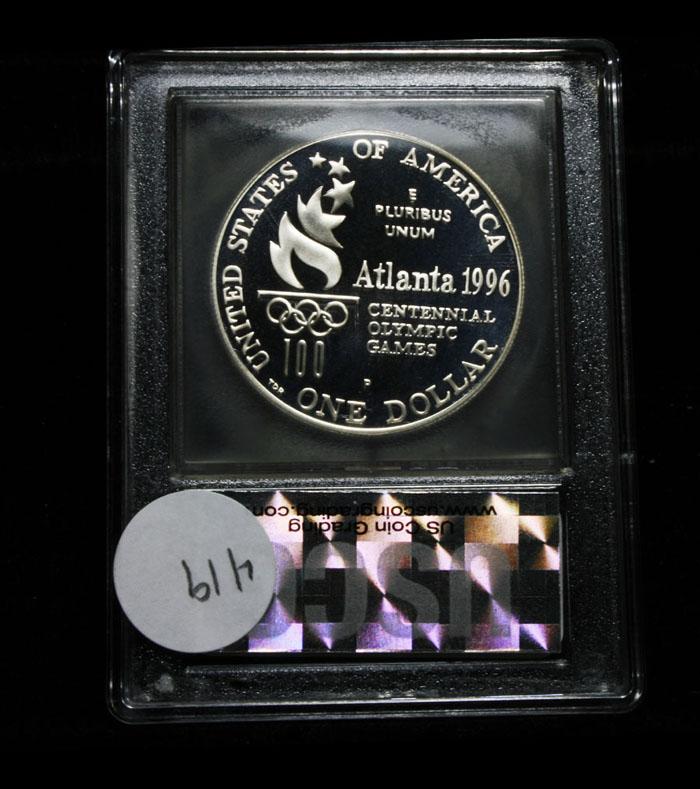 UNITED STATES OF AMERICA
E
PLURIBUS
UNUM
Atlanta 1996
CENTENNIAL
OLYMPIC
GAMES
100
TDR
P
ONE DOLLAR
www.uscoingrading.com
US Coin Grading
USCG
419